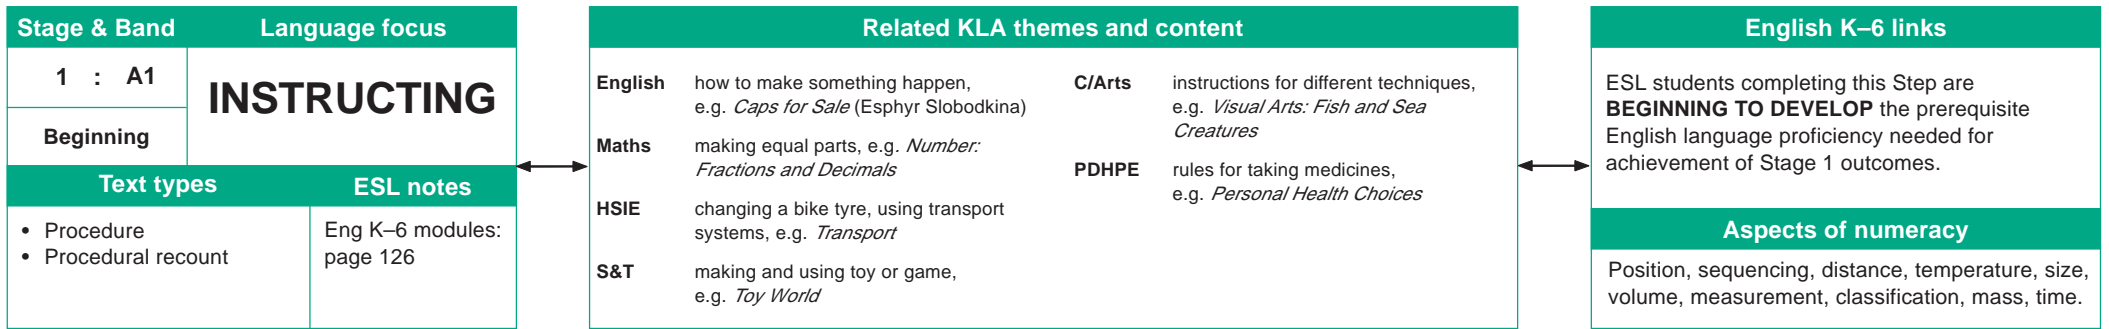 Stage & Band
Language focus
1 : A1
Beginning
INSTRUCTING
Text types
ESL notes
• Procedure
• Procedural recount
Eng K–6 modules:
page 126
Related KLA themes and content
English how to make something happen,
e.g. Caps for Sale (Esphyr Slobodkina)
Maths making equal parts, e.g. Number:
Fractions and Decimals
HSIE changing a bike tyre, using transport
systems, e.g. Transport
S&T making and using toy or game,
e.g. Toy World
C/Arts instructions for different techniques,
e.g. Visual Arts: Fish and Sea
Creatures
PDHPE rules for taking medicines,
e.g. Personal Health Choices
English K–6 links
ESL students completing this Step are
BEGINNING TO DEVELOP the prerequisite
English language proficiency needed for
achievement of Stage 1 outcomes.
Aspects of numeracy
Position, sequencing, distance, temperature, size,
volume, measurement, classification, mass, time.